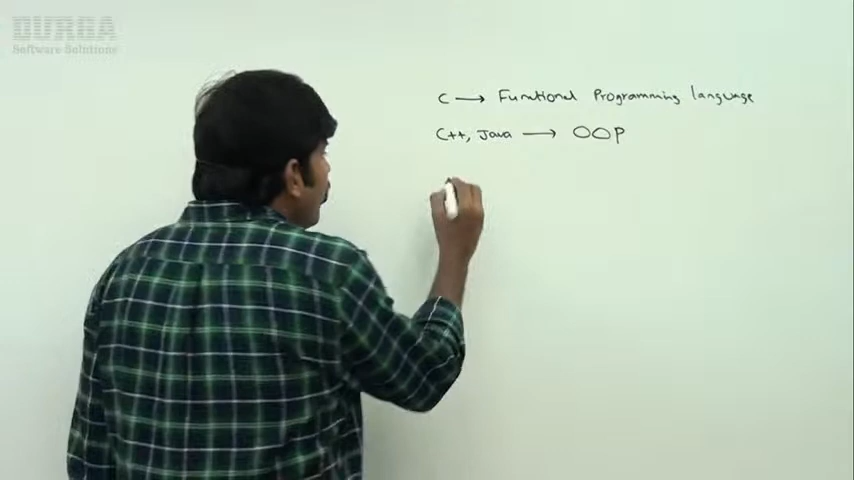 DURGA
Software Solutions
C → Functional Programming language
C++, Java → OOP